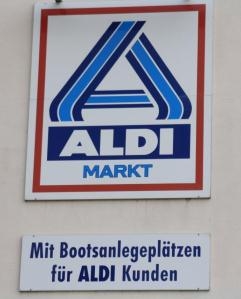 ALDI
MARKT
Mit Bootsanlegeplätzen
für ALDI Kunden